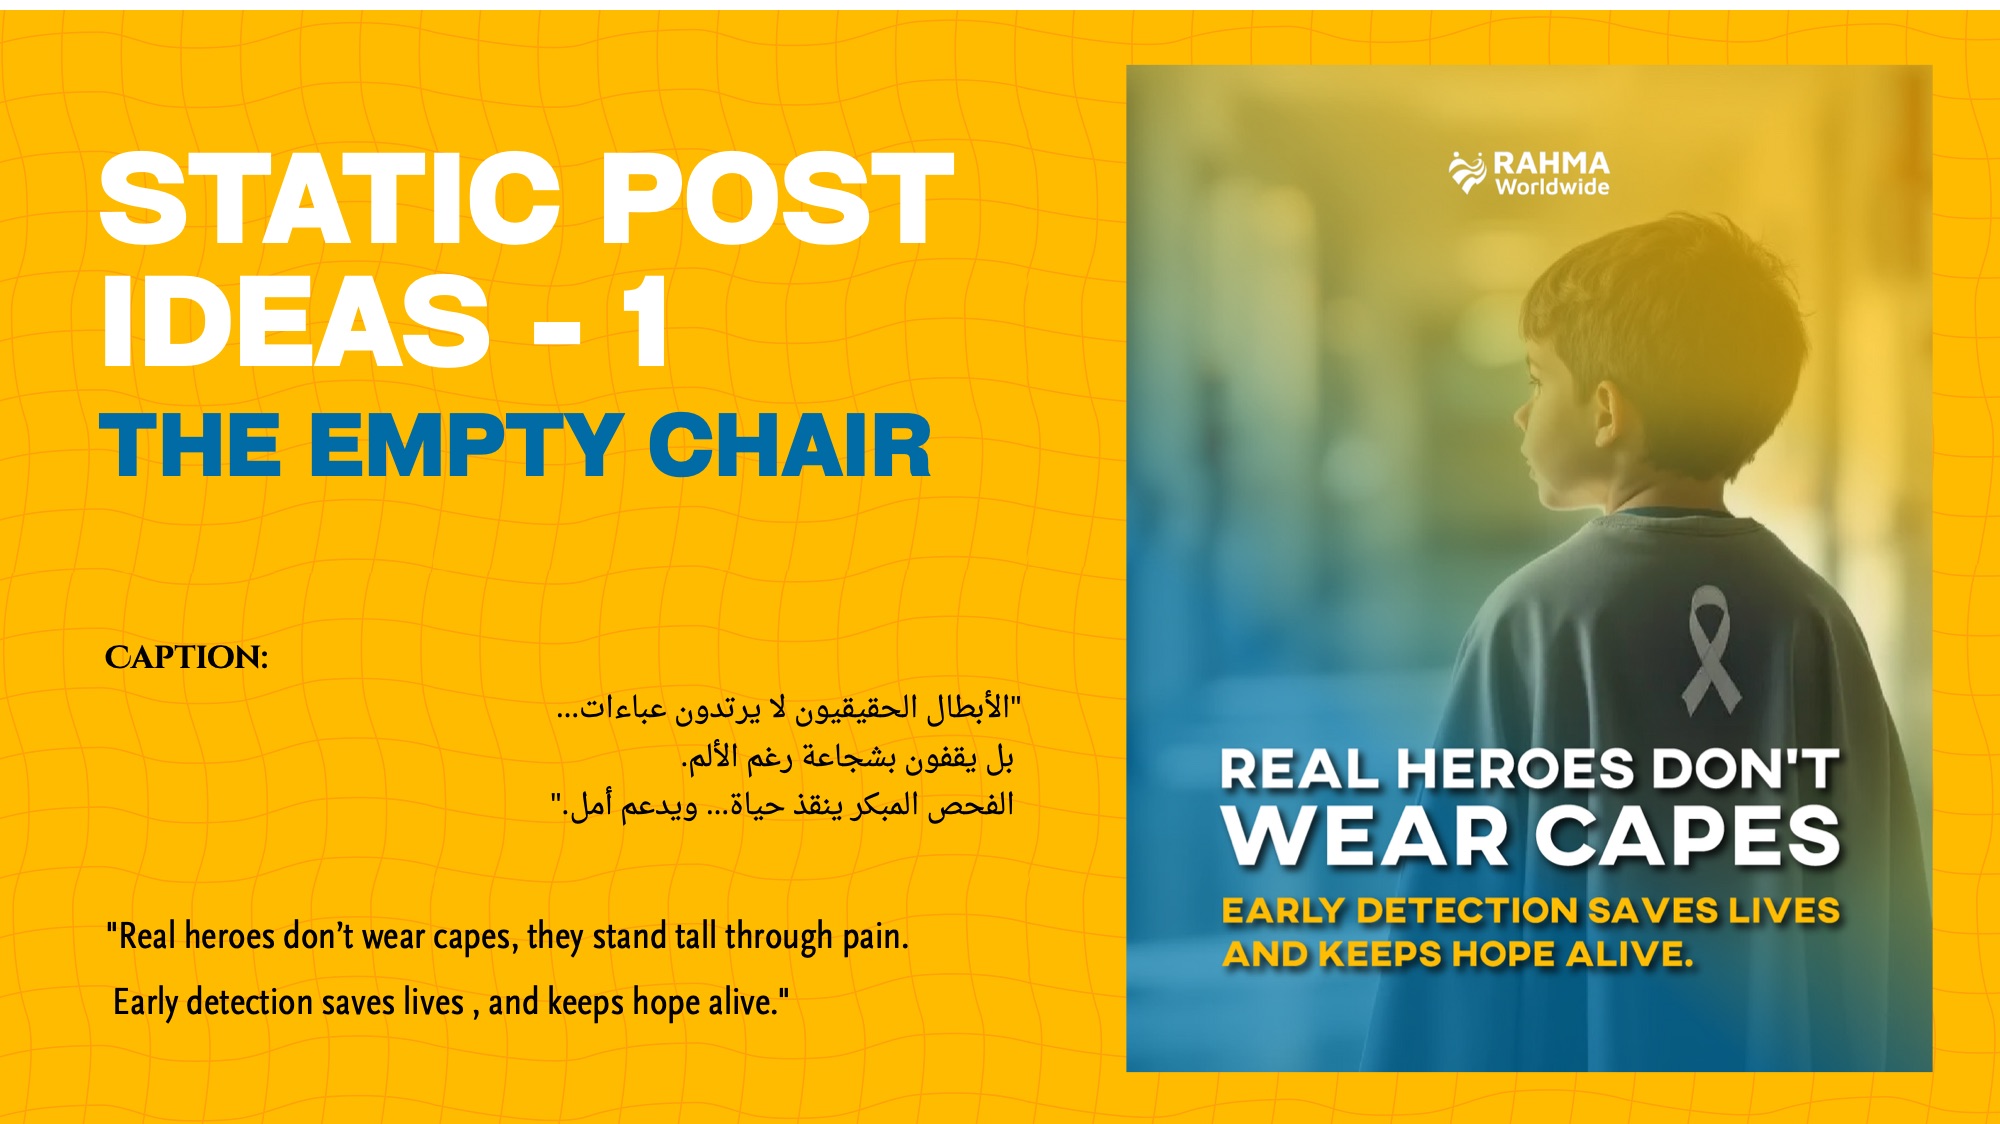 STATIC POST
IDEAS - 1
THE EMPTY CHAIR
CAPTION:
"الأبطال الحقيقيون لا يرتدون عباءات...
بل يقفون بشجاعة رغم الألم.
الفحص المبكر ينقذ حياة... ويدعم أمل."
"Real heroes don’t wear capes, they stand tall through pain.
Early detection saves lives , and keeps hope alive."
RAHMA
Worldwide
REAL HEROES DON'T
WEAR CAPES
EARLY DETECTION SAVES LIVES
AND KEEPS HOPE ALIVE.